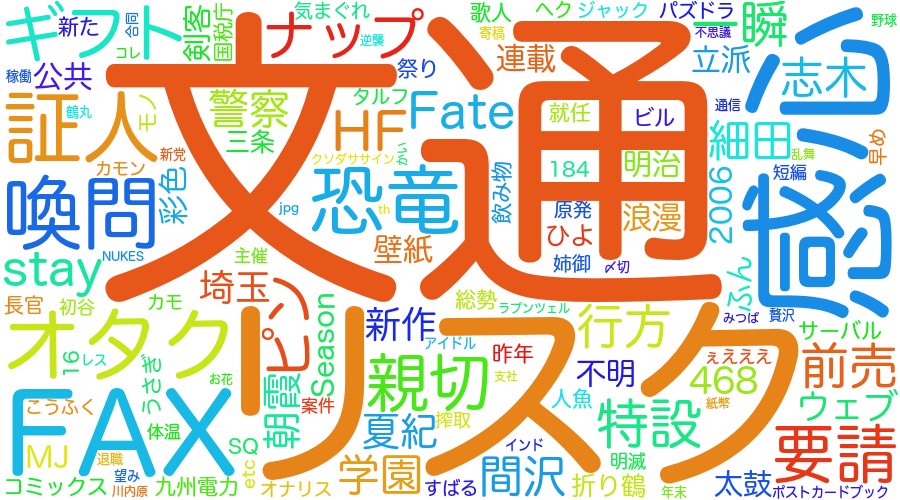 ギフト
新た
合同
コレ
剣客
国税庁
気まぐれ
逆襲
歌人
寄稿
ヘク
ジャック
パズドラ
不思議
一瞬
野球
ナップ
文通
連載
立派
志木
感心
稼働
公共
証人
鶴丸
モノ
警察
三条
タルフ
祭り
HF
Fate
就任
ビル
通信
細田
早め
新党
カモン
クソダササイン
かい
184
明治
乱舞
短編
喚問
彩色
jpg
th
恐竜
飲み物
原発
浪漫
2006
NUKES
主催
壁紙
ひよ
姉御
〆切
stay
埼玉
ピン
Season
総勢
ラプンツェル
行方
ふん
みつば
贅沢
サーバル
長官
初谷
カモ
オタク
リスク
新作
アイドル
昨年
不明
ぇえええ
前売
16
レス
うさぎ
お花
朝霞
親切
支社
人魚
468
紙幣
ウェブ
こうふく
FAX
案件
夏紀
搾取
特設
要請
MJ
退職
体温
SQ
etc
学園
インド
間沢
明滅
太鼓
コミックス
望み
川内原
九州電力
オナリス
すばる
折り鶴
年末
ポストカードブック